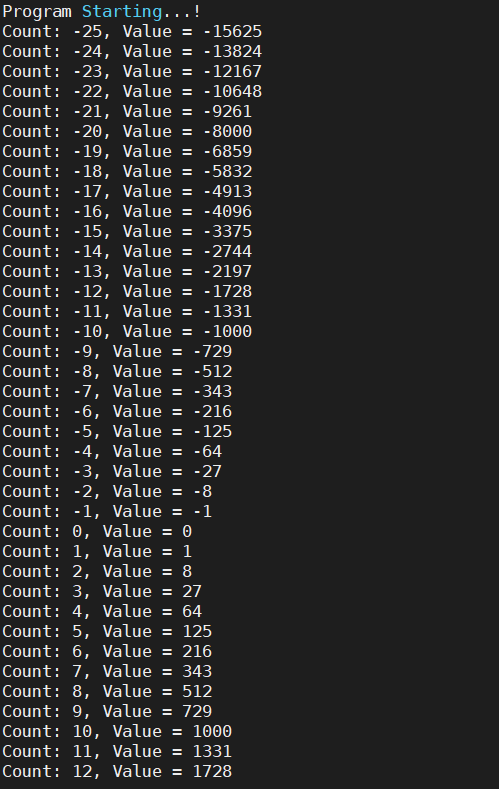 Program Starting...!
Count: -25, Value = -15625
Count: -24, Value = -13824
Count: -23, Value = -12167
Count: -22, Value = -10648
Count: -21, Value = -9261
Count: -20, Value = -8000
Count: -19, Value = -6859
Count: -18, Value = -5832
Count: -17, Value = -4913
Count: -16, Value = -4096
Count: -15, Value = -3375
Count: -14, Value = -2744
Count: -13, Value = -2197
Count: -12, Value = -1728
Count: -11, Value = -1331
Count: -10, Value = -1000
Count: -9, Value = -729
Count: -8, Value = -512
Count: -7, Value = -343
Count: -6, Value = -216
Count: -5, Value = -125
Count: -4, Value = -64
Count: -3, Value = -27
Count: -2, Value = -8
Count: -1, Value = -1
Count: 0, Value = 0
Count: 1, Value = 1
Count: 2, Value = 8
Count: 3, Value = 27
Count: 4, Value = 64
Count: 5, Value = 125
Count: 6, Value = 216
Count: 7, Value = 343
Count: 8, Value = 512
Count: 9, Value = 729
Count: 10, Value = 1000
Count: 11, Value = 1331
Count: 12, Value = 1728